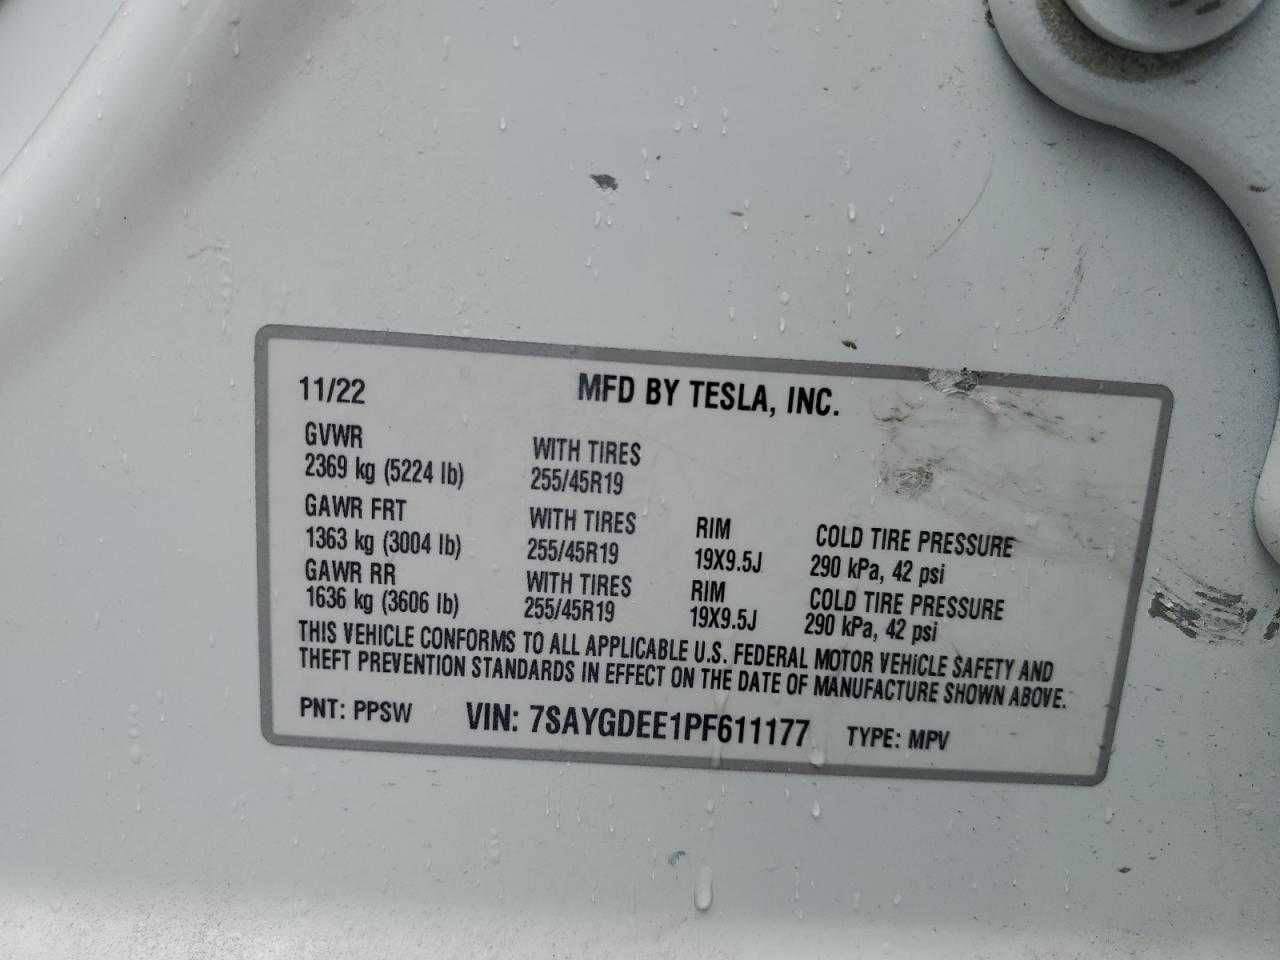 11/22 MFD BY TESLA, INC.
GVWR WITH TIRES
2369 kg (5224 lb) 255/45R19
GAWR FRT WITH TIRES RIM COLD TIRE PRESSURE
1363 kg (3004 lb) 255/45R19 19X9.5J 290 kPa, 42 psi
GAWR RR WITH TIRES RIM COLD TIRE PRESSURE
1636 kg (3606 lb) 255/45R19 19X9.5J 290 kPa, 42 psi
THIS VEHICLE CONFORMS TO ALL APPLICABLE U.S. FEDERAL MOTOR VEHICLE SAFETY AND
THEFT PREVENTION STANDARDS IN EFFECT ON THE DATE OF MANUFACTURE SHOWN ABOVE.
PNT: PPSW VIN: 7SAYGDEE1PF611177 TYPE: MPV